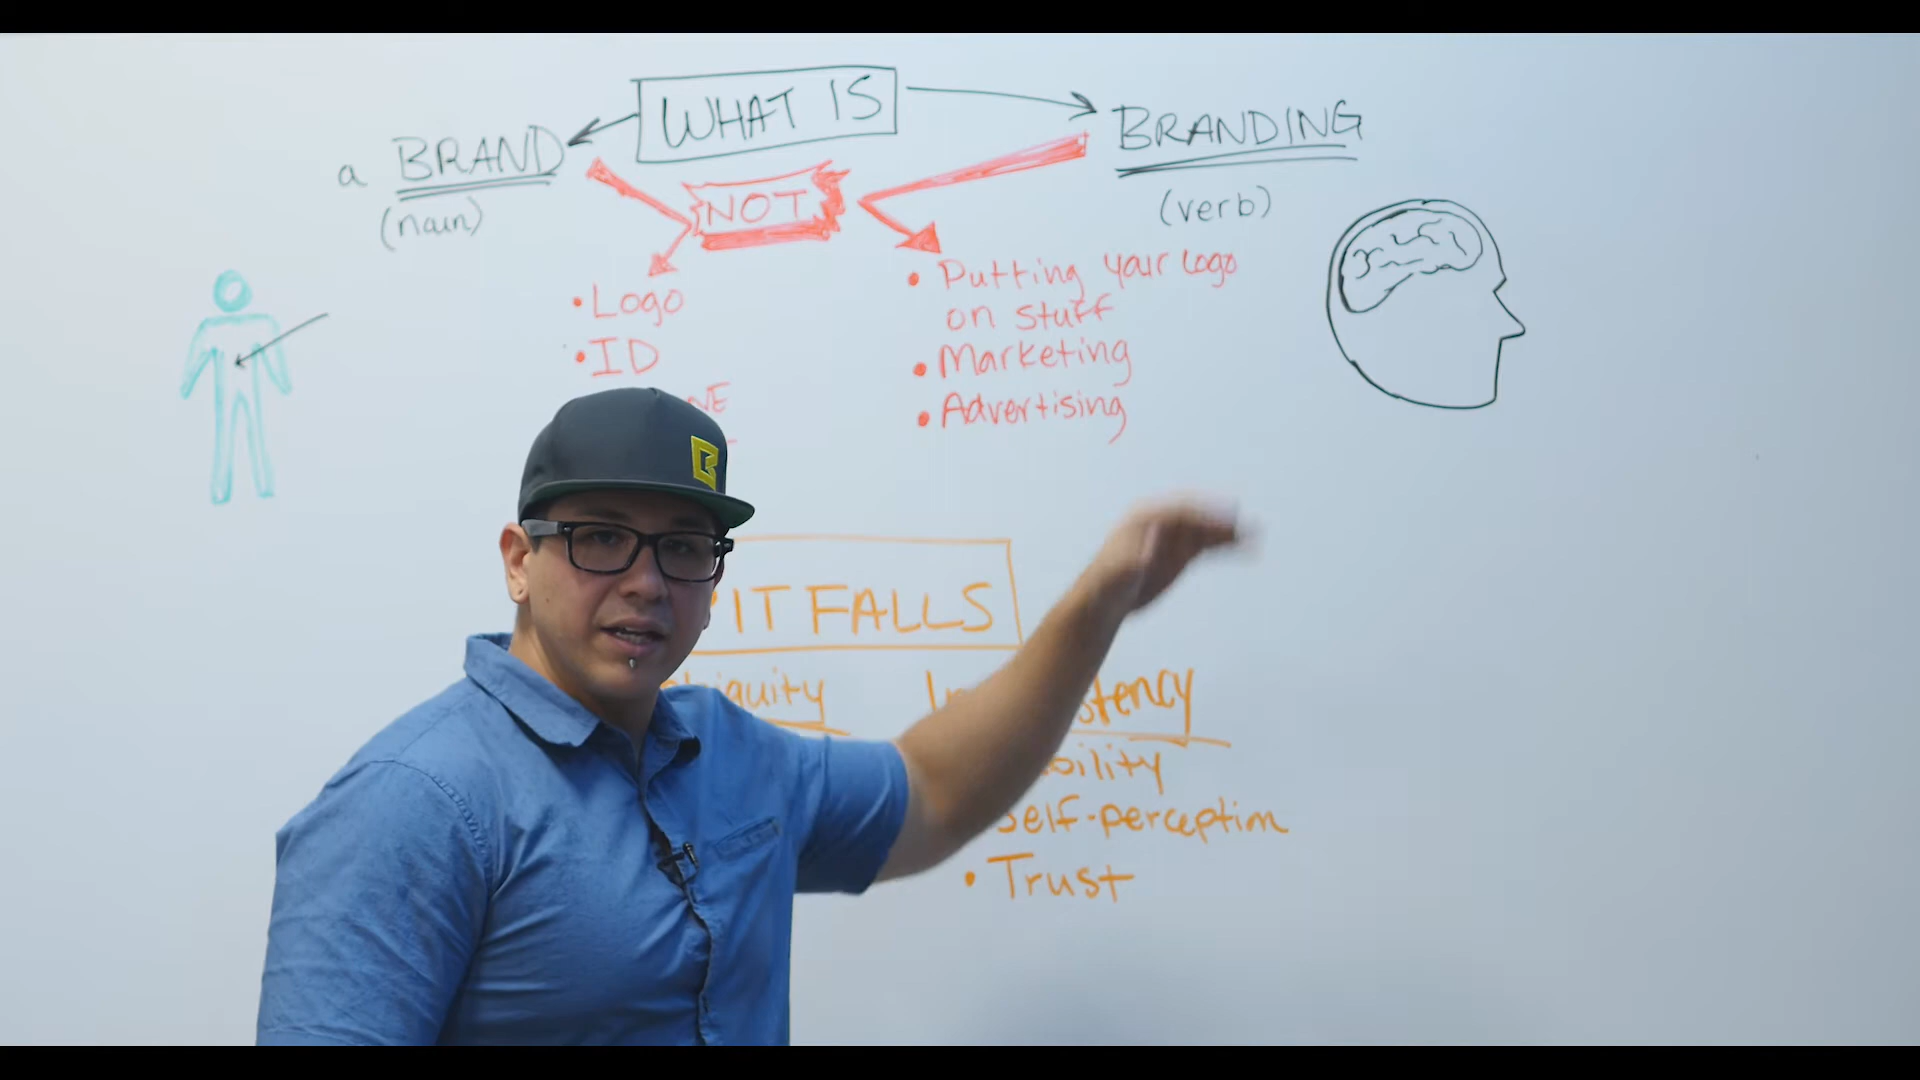 WHAT IS
a BRAND
(noun)
BRANDING
(verb)
NOT
• Logo
• ID
• Putting your logo
on stuff
• Marketing
• Advertising
PITFALLS
• Self-perception
• Trust